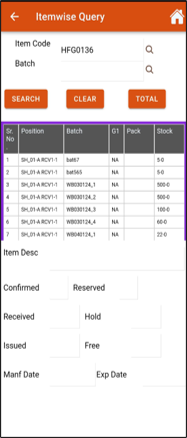 Itemwise Query
Item Code HFG0136
Batch
SEARCH CLEAR TOTAL
Sr. No Position Batch G1 Pack Stock
1 SH_01-A RCV1-1 bat67 NA 5-0
2 SH_01-A RCV1-1 bat565 NA 5-0
3 SH_01-A RCV1-1 WB030124_1 NA 500-0
4 SH_01-A RCV1-1 WB030124_2 NA 500-0
5 SH_01-A RCV1-1 WB030124_3 NA 100-0
6 SH_01-A RCV1-1 WB030124_4 NA 60-0
7 SH_01-A RCV1-1 WB040124_1 NA 22-0
Item Desc
Confirmed Reserved
Received Hold
Issued Free
Manf Date Exp Date